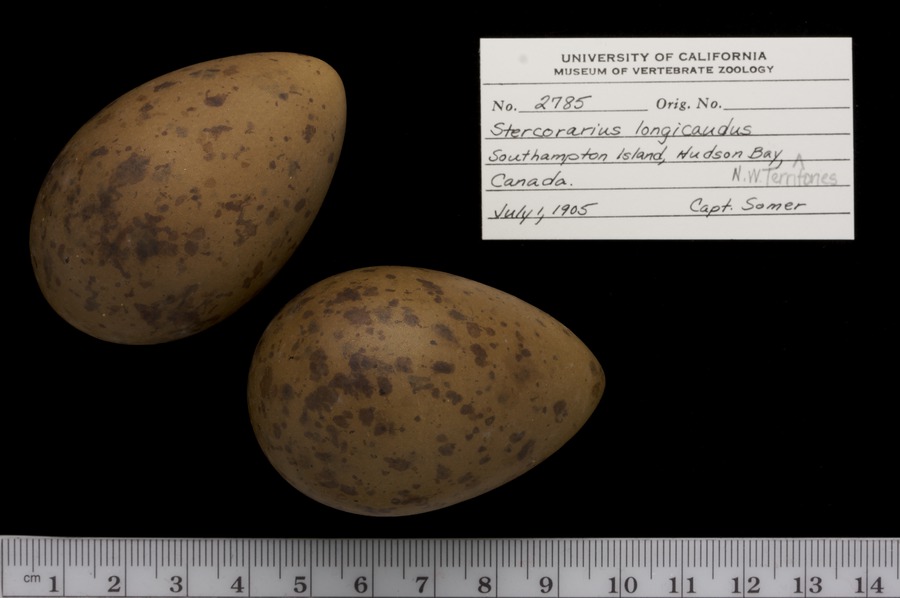 UNIVERSITY OF CALIFORNIA
MUSEUM OF VERTEBRATE ZOOLOGY
No. 2785 Orig. No.
Stercorarius longicaudus
Southampton Island, Hudson Bay,
Canada. N.W. Territories
July 1, 1905 Capt. Somer
cm 1 2 3 4 5 6 7 8 9 10 11 12 13 14